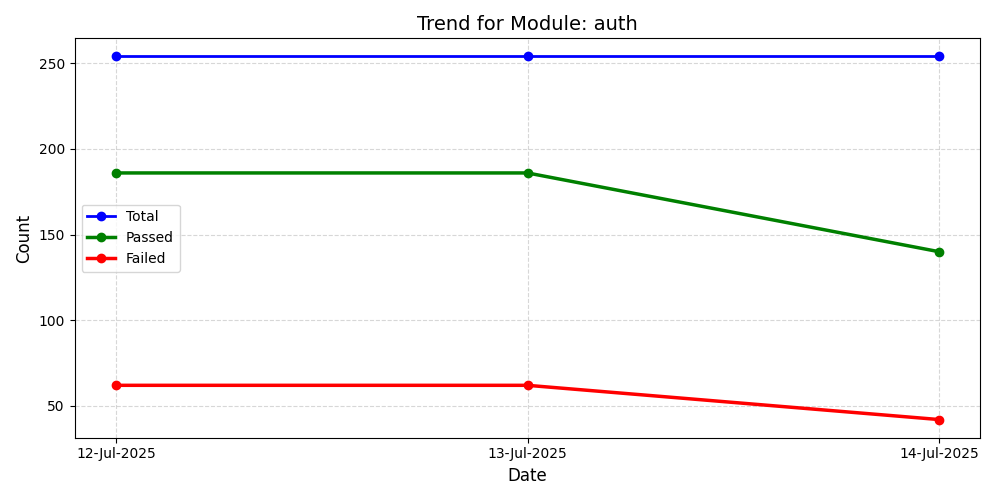 Trend for Module: auth
Count
250
200
150
100
50
Total
Passed
Failed
12-Jul-2025
13-Jul-2025
14-Jul-2025
Date